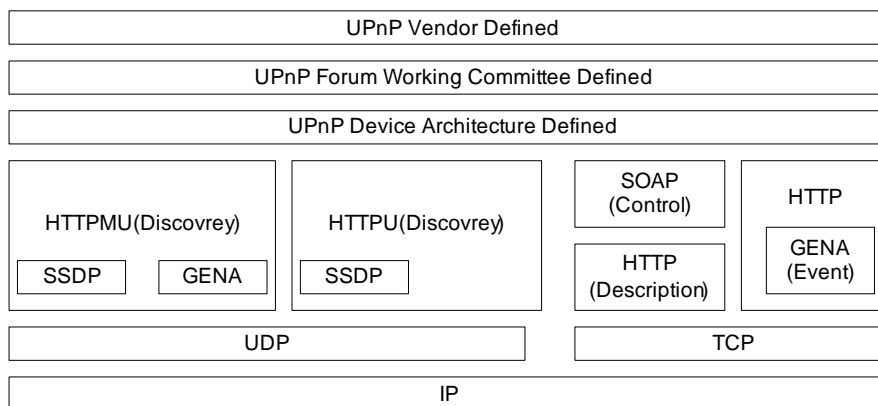 UPnP Vendor Defined
UPnP Forum Working Committee Defined
UPnP Device Architecture Defined
HTTPMU(Discovrey)
SSDP
GENA
HTTPU(Discovrey)
SSDP
SOAP
(Control)
HTTP
(Description)
HTTP
GENA
(Event)
UDP
TCP
IP